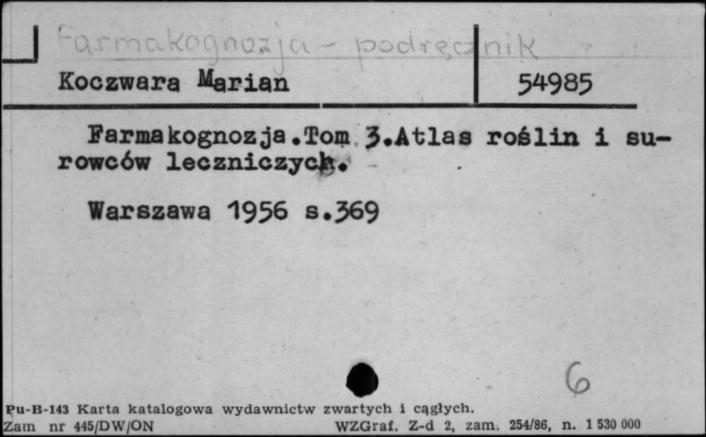 Farmakognozja - podręcznik
Koczwara Marian 54985
Farmakognozja.Tom 3.Atlas roślin i su-
rowców leczniczych.
Warszawa 1956 s.369
6
Pu-B-143 Karta katalogowa wydawnictw zwartych i ciągłych.
Zam nr 445/DW/ON WZGraf. Z-d 2, zam. 254/86, n. 1 530 000